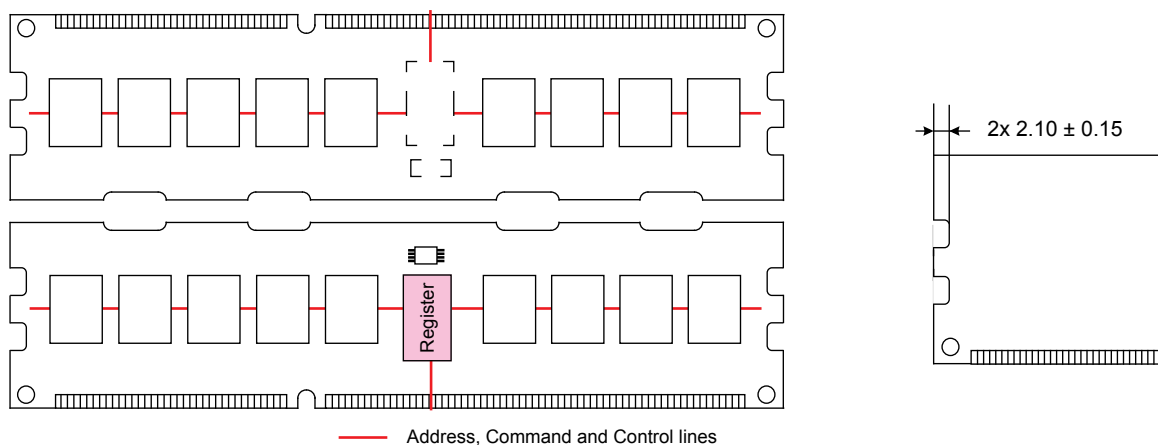 2x 2.10 ± 0.15
Register
Address, Command and Control lines